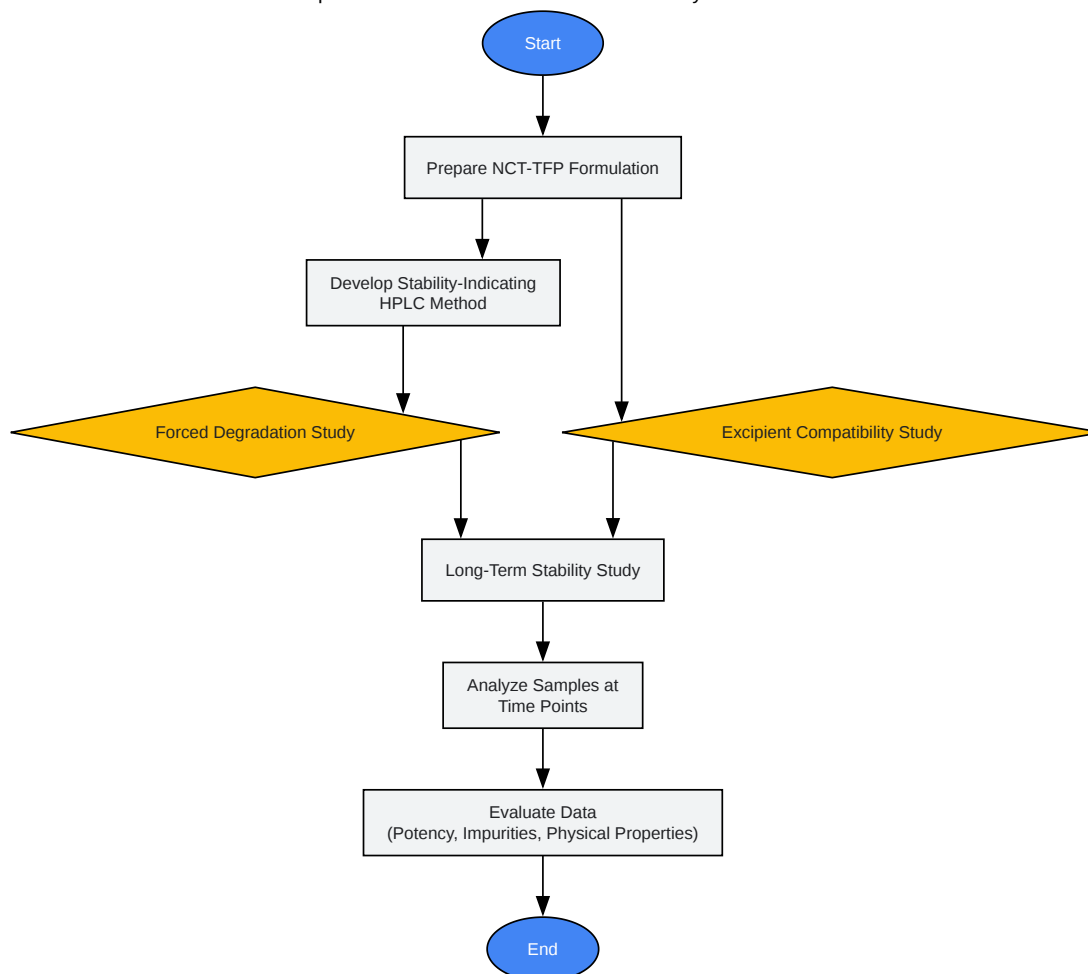 Start
Prepare NCT-TFP Formulation
Develop Stability-Indicating
HPLC Method
Forced Degradation Study
Excipient Compatibility Study
Long-Term Stability Study
Analyze Samples at
Time Points
Evaluate Data
(Potency, Impurities, Physical Properties)
End